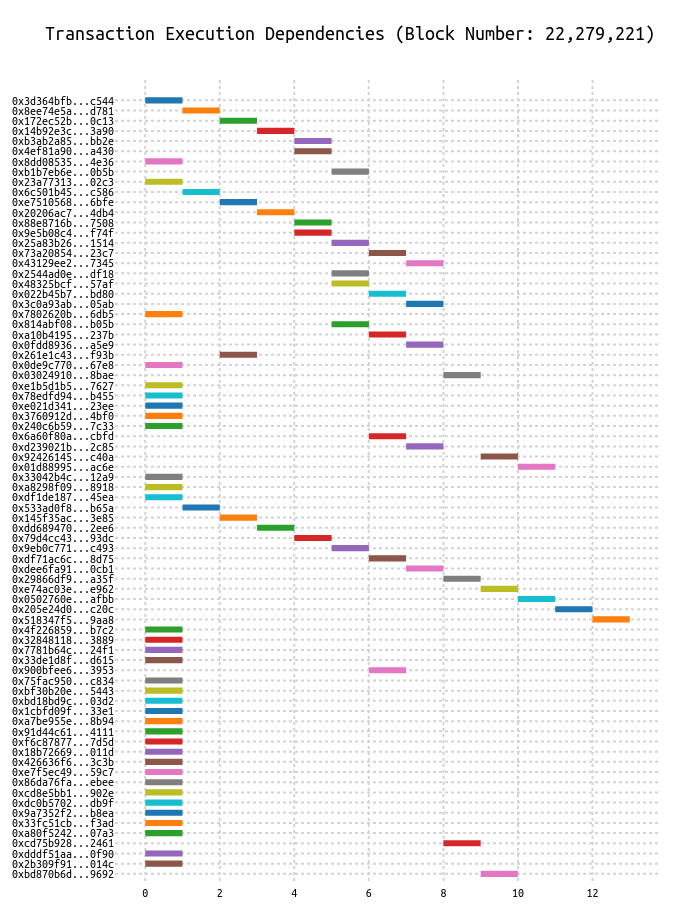 Transaction Execution Dependencies (Block Number: 22,279,221)
0x3d364bfb...c544
0x8ee74e5a...d781
0x172ec52b...0c13
0x14b92e3c...3a90
0xb3ab2a85...bb2e
0x4ef81a90...a430
0x8dd08535...4e36
0xb1b7eb6e...0b5b
0x23a77313...02c3
0x6c501b45...c586
0xe7510568...6bfe
0x20206ac7...4db4
0x88e8716b...7508
0x9e5b08c4...f74f
0x25a83b26...1514
0x73a20854...23c7
0x43129ee2...7345
0x2544ad0e...df18
0x48325bcf...57af
0x022b45b7...bd80
0x3c0a93ab...05ab
0x7802620b...6db5
0x814abf08...b05b
0xa10b4195...237b
0x0fdd8936...a5e9
0x261e1c43...f93b
0x0de9c770...67e8
0x03024910...8bae
0xe1b5d1b5...7627
0x78edfd94...b455
0xe021d341...23ee
0x3760912d...4bf0
0x240c6b59...7c33
0x6a60f80a...cbfd
0xd239021b...2c85
0x92426145...c40a
0x01d88995...ac6e
0x33042b4c...12a9
0xa8298f09...8918
0xdf1de187...45ea
0x533ad0f8...b65a
0x145f35ac...3e85
0xdd689470...2ee6
0x79d4cc43...93dc
0x9eb0c771...c493
0xdf71ac6c...8d75
0xdee6fa91...0cb1
0x29866df9...a35f
0xe74ac03e...e962
0x0502760e...afbb
0x205e24d0...c20c
0x518347f5...9aa8
0x4f226859...b7c2
0x32848118...3889
0x7781b64c...24f1
0x33de1d8f...d615
0x900bfee6...3953
0x75fac950...c834
0xbf30b20e...5443
0xbd18bd9c...03d2
0x1cbfd09f...33e1
0xa7be955e...8b94
0x91d44c61...4111
0xf6c87877...7d5d
0x18b72669...011d
0x426636f6...3c3b
0xe7f5ec49...59c7
0x86da76fa...ebee
0xcd8e5bb1...902e
0xdc0b5702...db9f
0x9a7352f2...b8ea
0x33fc51cb...f3ad
0xa80f5242...07a3
0xcd75b928...2461
0xdddf51aa...0f90
0x2b309f91...014c
0xbd870b6d...9692
0 2 4 6 8 10 12